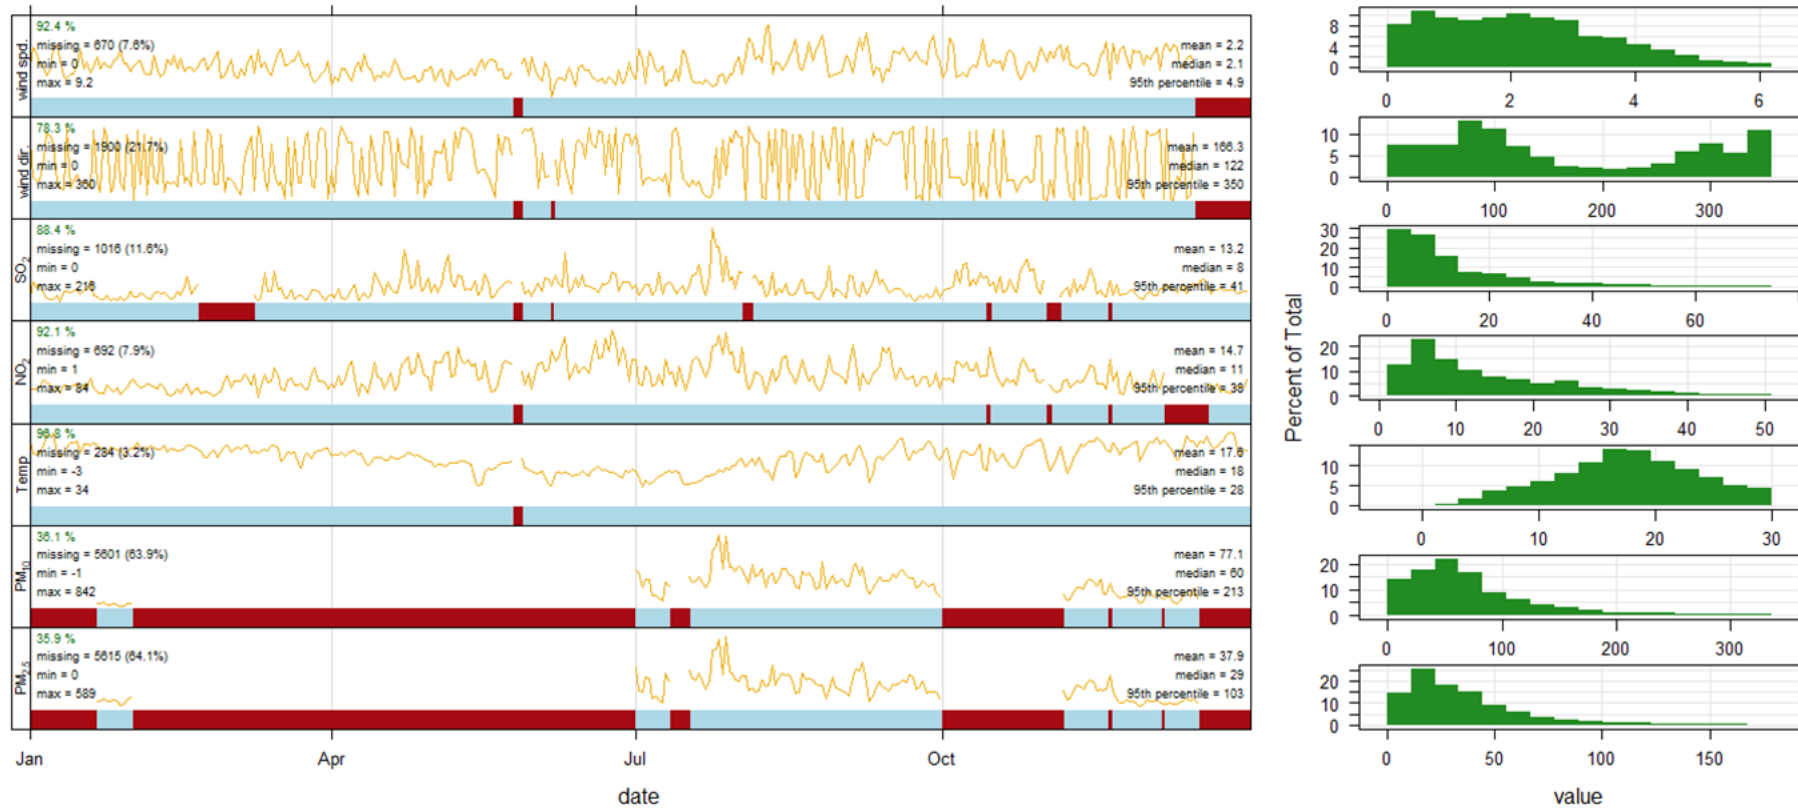 wind spd.
92.4 %
missing = 670 (7.6%)
min = 0
max = 9.2
mean = 2.2
median = 2.1
95th percentile = 4.9
wind dir.
78.3 %
missing = 1900 (21.7%)
min = 0
max = 360
mean = 166.3
median = 122
95th percentile = 350
SO2
88.4 %
missing = 1016 (11.6%)
min = 0
max = 216
mean = 13.2
median = 8
95th percentile = 41
NO2
92.1 %
missing = 692 (7.9%)
min = 1
max = 84
mean = 14.7
median = 11
95th percentile = 38
Temp
96.8 %
missing = 284 (3.2%)
min = -3
max = 34
mean = 17.6
median = 18
95th percentile = 28
PM10
36.1 %
missing = 5601 (63.9%)
min = -1
max = 842
mean = 77.1
median = 60
95th percentile = 213
PM2.5
35.9 %
missing = 5615 (64.1%)
min = 0
max = 589
mean = 37.9
median = 29
95th percentile = 103
Jan Apr Jul Oct
date
Percent of Total
8
4
0
0 2 4 6
10
5
0
0 100 200 300
30
20
10
0
0 20 40 60
20
10
0
0 10 20 30 40 50
10
5
0
0 10 20 30
20
10
0
0 100 200 300
20
10
0
0 50 100 150
value